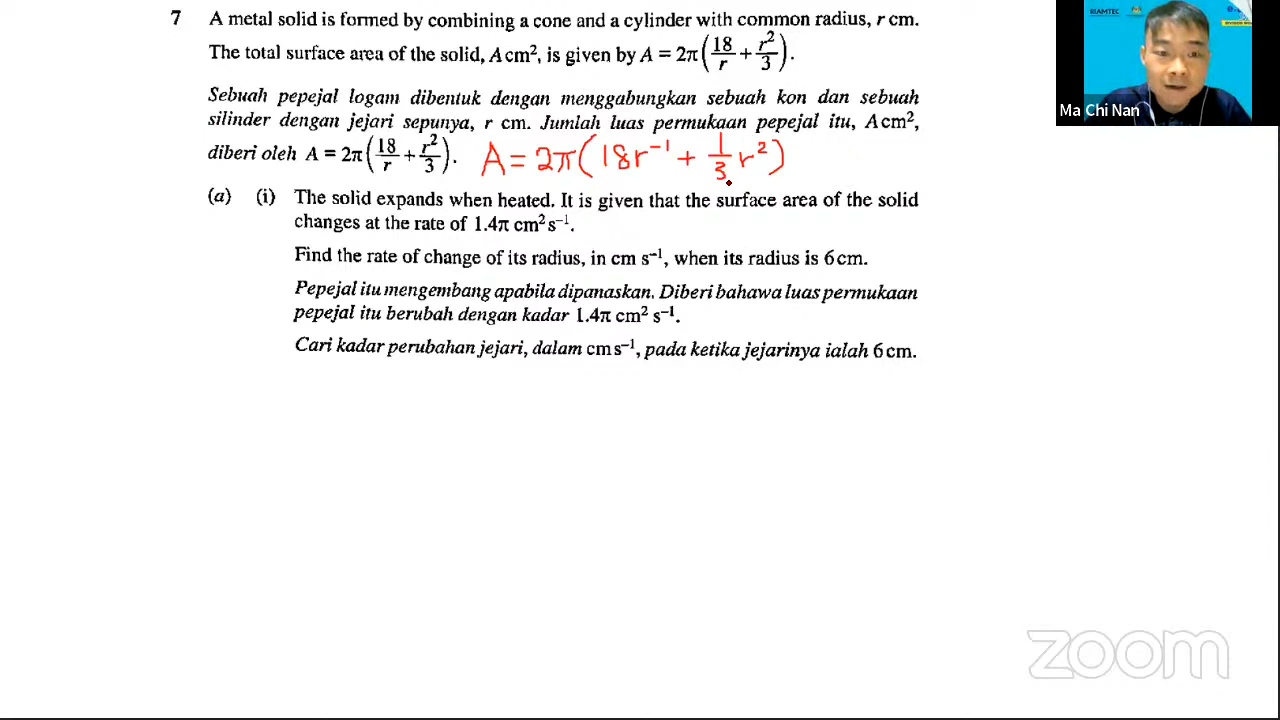 7 A metal solid is formed by combining a cone and a cylinder with common radius, r cm.
The total surface area of the solid, A cm², is given by A = 2π(18/r + r²/3).
Sebuah pepejal logam dibentuk dengan menggabungkan sebuah kon dan sebuah
silinder dengan jejari sepunya, r cm. Jumlah luas permukaan pepejal itu, A cm²,
diberi oleh A = 2π(18/r + r²/3). A = 2π(18r⁻¹ + 1/3 r²)
(a) (i) The solid expands when heated. It is given that the surface area of the solid
changes at the rate of 1.4π cm² s⁻¹.
Find the rate of change of its radius, in cm s⁻¹, when its radius is 6 cm.
Pepejal itu mengembang apabila dipanaskan. Diberi bahawa luas permukaan
pepejal itu berubah dengan kadar 1.4π cm² s⁻¹.
Cari kadar perubahan jejari, dalam cm s⁻¹, pada ketika jejarinya ialah 6 cm.
RIAMTEC
Ma Chi Nan
zoom